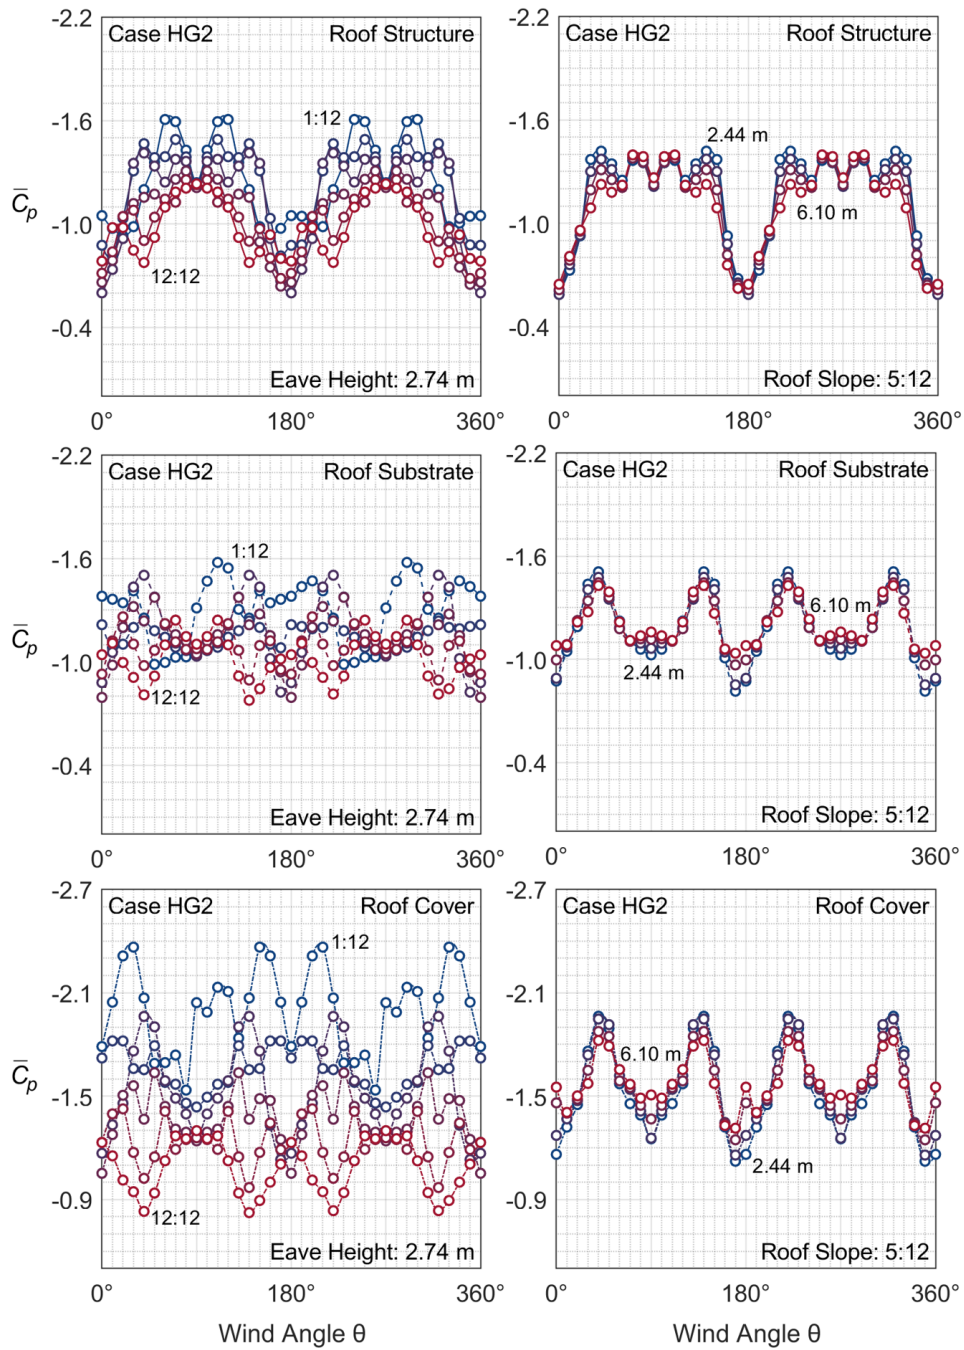 -2.2
Case HG2 Roof Structure
1:12
-1.6
C̄p
-1.0
12:12
-0.4
Eave Height: 2.74 m
0° 180° 360°
Case HG2 Roof Structure
-2.2
-1.6
2.44 m
-1.0
6.10 m
-0.4
Roof Slope: 5:12
0° 180° 360°
-2.2
Case HG2 Roof Substrate
-1.6
1:12
C̄p
-1.0
12:12
-0.4
Eave Height: 2.74 m
0° 180° 360°
-2.2
Case HG2 Roof Substrate
-1.6
6.10 m
-1.0
2.44 m
-0.4
Roof Slope: 5:12
0° 180° 360°
-2.7
Case HG2 Roof Cover
1:12
-2.1
C̄p
-1.5
-0.9
12:12
Eave Height: 2.74 m
0° 180° 360°
Wind Angle θ
-2.7
Case HG2 Roof Cover
-2.1
6.10 m
-1.5
2.44 m
-0.9
Roof Slope: 5:12
0° 180° 360°
Wind Angle θ